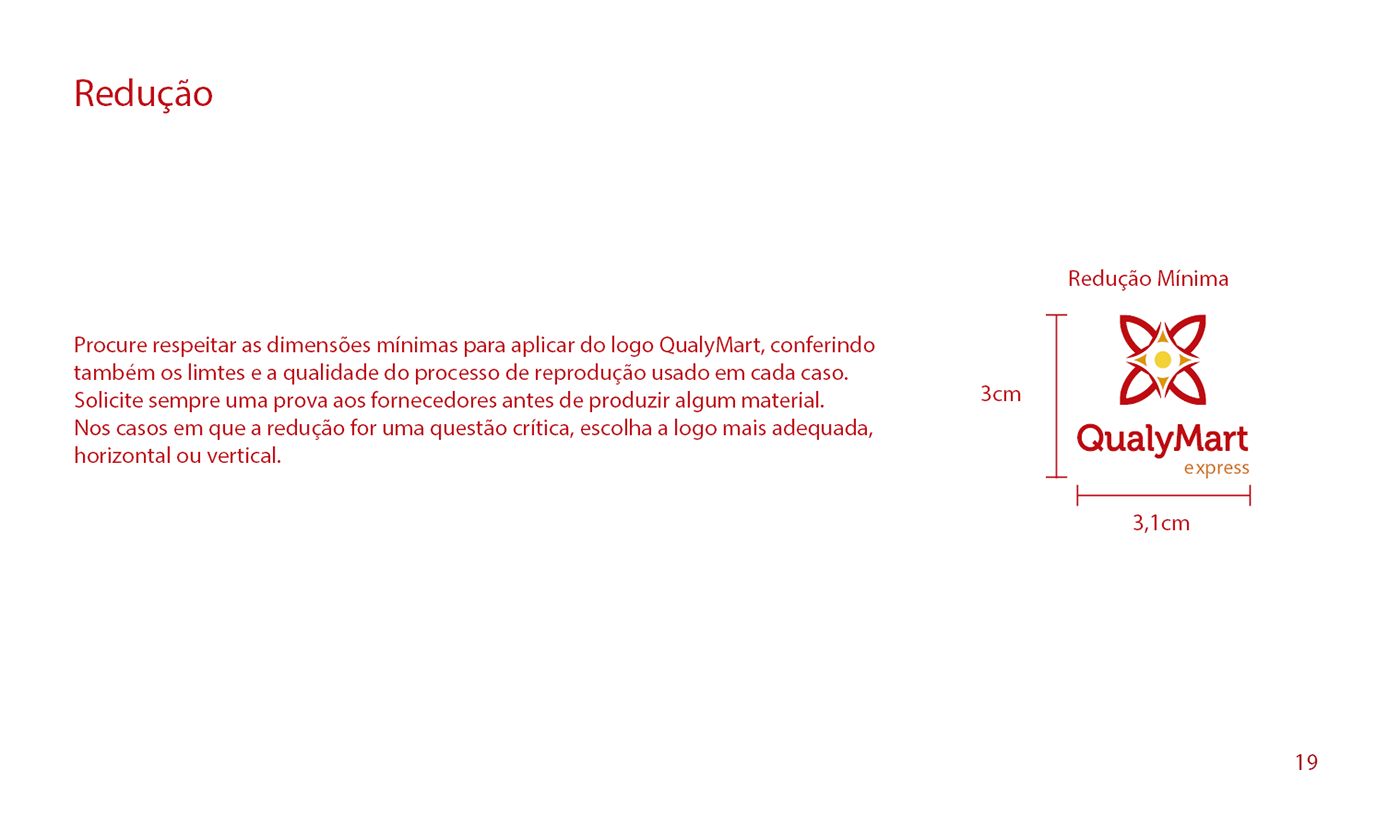 Redução
Procure respeitar as dimensões mínimas para aplicar do logo QualyMart, conferindo
também os limtes e a qualidade do processo de reprodução usado em cada caso.
Solicite sempre uma prova aos fornecedores antes de produzir algum material.
Nos casos em que a redução for uma questão crítica, escolha a logo mais adequada,
horizontal ou vertical.
Redução Mínima
3cm
QualyMart
express
3,1cm
19